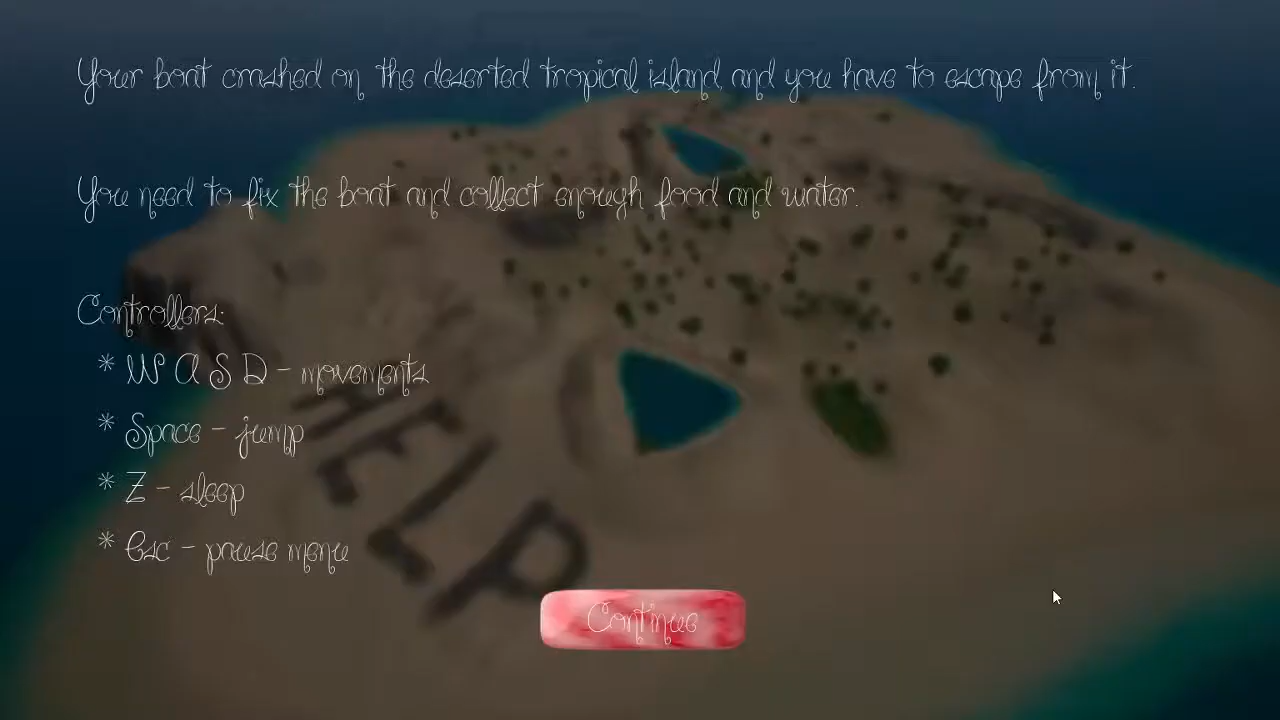 Your boat crashed on the deserted tropical island, and you have to escape from it.
You need to fix the boat and collect enough food and water.
Controllers:
* W A S D - movements
* Space - jump
* Z - sleep
* Esc - pause menu
HELP
Continue